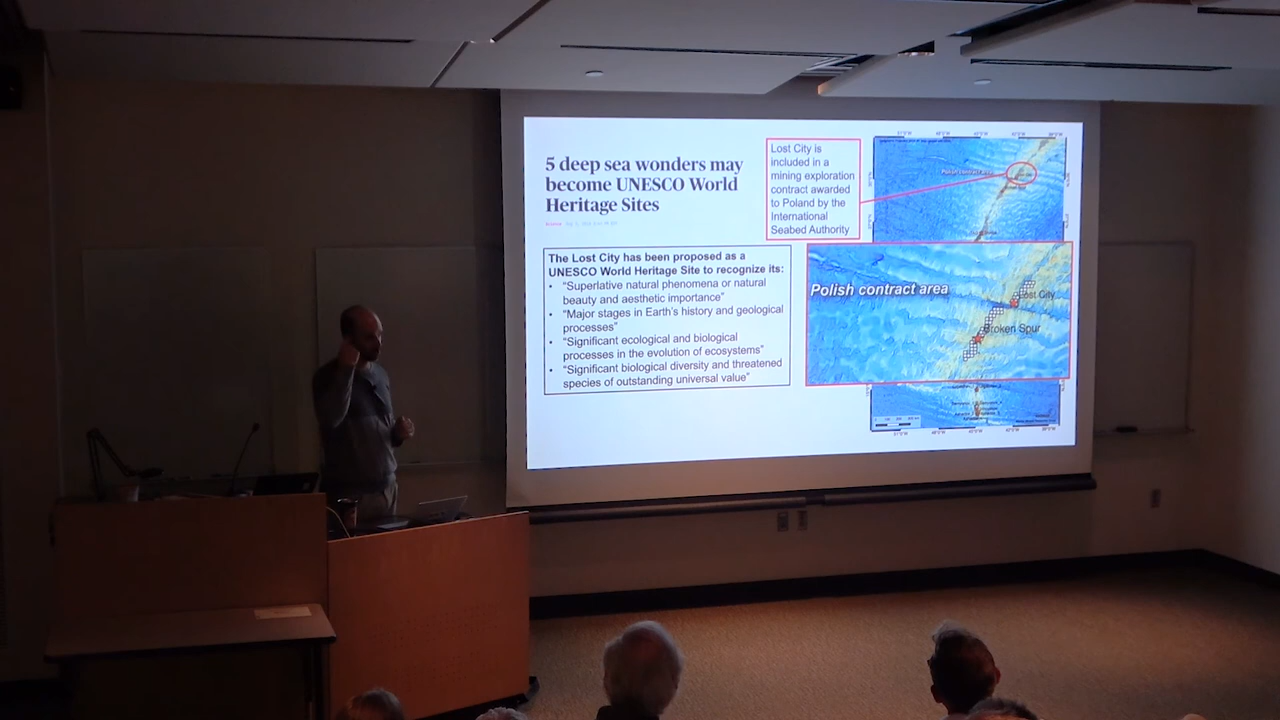 5 deep sea wonders may
become UNESCO World
Heritage Sites
Lost City is
included in a
mining exploration
contract awarded
to Poland by the
International
Seabed Authority
The Lost City has been proposed as a
UNESCO World Heritage Site to recognize its:
• “Superlative natural phenomena or natural
beauty and aesthetic importance”
• “Major stages in Earth’s history and geological
processes”
• “Significant ecological and biological
processes in the evolution of ecosystems”
• “Significant biological diversity and threatened
species of outstanding universal value”
Polish contract area
Polish contract area
Lost City
Broken Spur